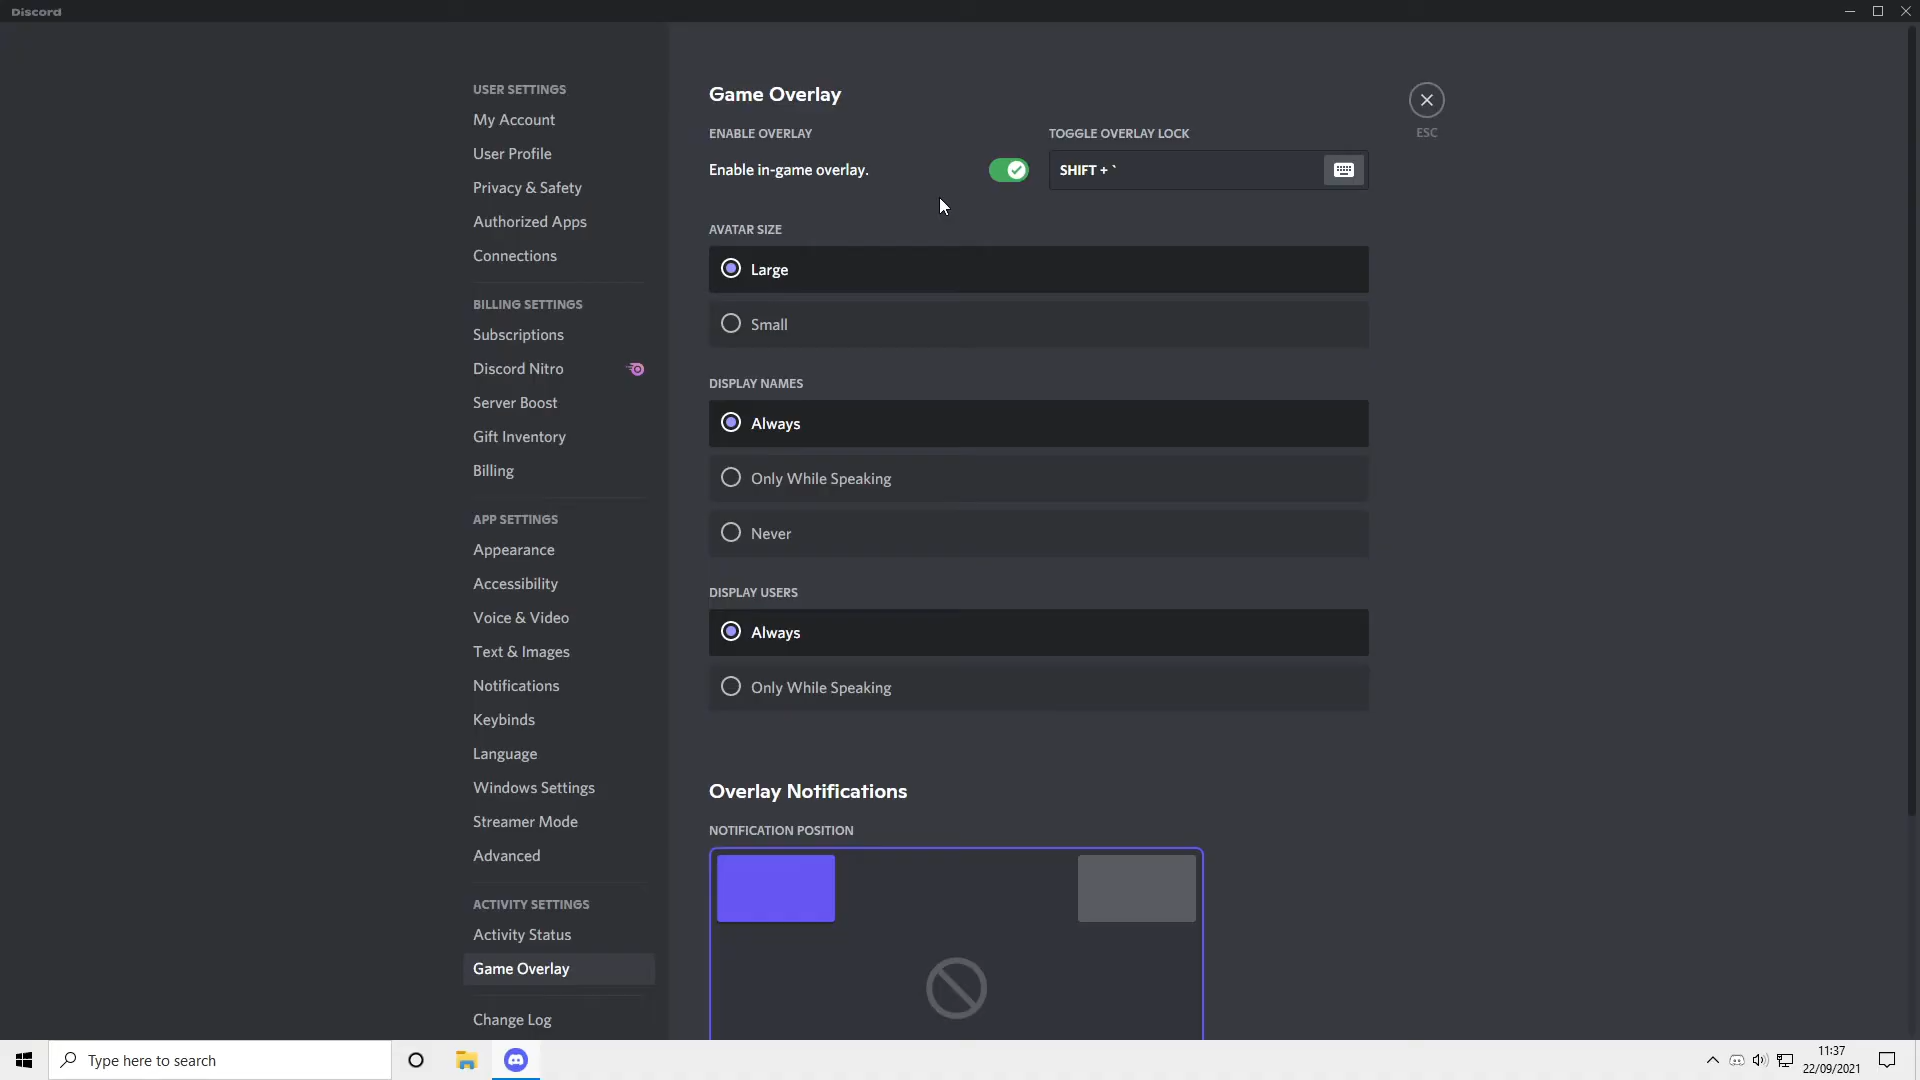 Discord
USER SETTINGS
My Account
User Profile
Privacy & Safety
Authorized Apps
Connections
BILLING SETTINGS
Subscriptions
Discord Nitro
Server Boost
Gift Inventory
Billing
APP SETTINGS
Appearance
Accessibility
Voice & Video
Text & Images
Notifications
Keybinds
Language
Windows Settings
Streamer Mode
Advanced
ACTIVITY SETTINGS
Activity Status
Game Overlay
Change Log
Game Overlay
ENABLE OVERLAY
Enable in-game overlay.
TOGGLE OVERLAY LOCK
SHIFT + `
ESC
AVATAR SIZE
Large
Small
DISPLAY NAMES
Always
Only While Speaking
Never
DISPLAY USERS
Always
Only While Speaking
Overlay Notifications
NOTIFICATION POSITION
Type here to search
11:37
22/09/2021